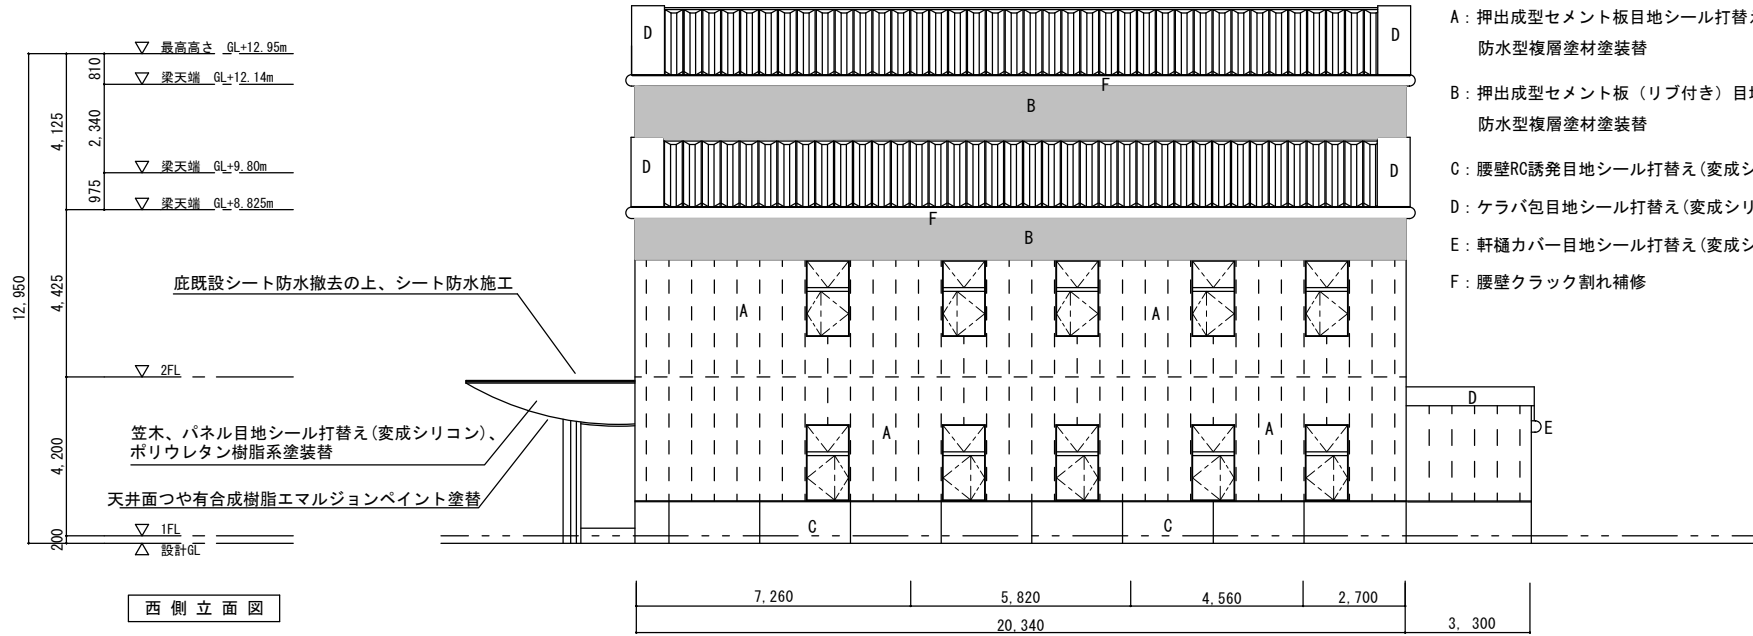 最高高さ GL+12.95m
梁天端 GL+12.14m
梁天端 GL+9.80m
梁天端 GL+8.825m
2FL
1FL
設計GL
12,950
4,125
4,425
4,200
200
810
2,340
975
庇既設シート防水撤去の上、シート防水施工
笠木、パネル目地シール打替え(変成シリコン)、
ポリウレタン樹脂系塗装替
天井面つや有合成樹脂エマルジョンペイント塗替
D
D
F
B
D
D
F
B
A
A
A
A
C
C
D
E
A：押出成型セメント板目地シール打替え
防水型複層塗材塗装替
B：押出成型セメント板（リブ付き）目
防水型複層塗材塗装替
C：腰壁RC誘発目地シール打替え(変成シ
D：ケラバ包目地シール打替え(変成シリ
E：軒樋カバー目地シール打替え(変成シ
F：腰壁クラック割れ補修
7,260
5,820
4,560
2,700
20,340
3,300
西側立面図